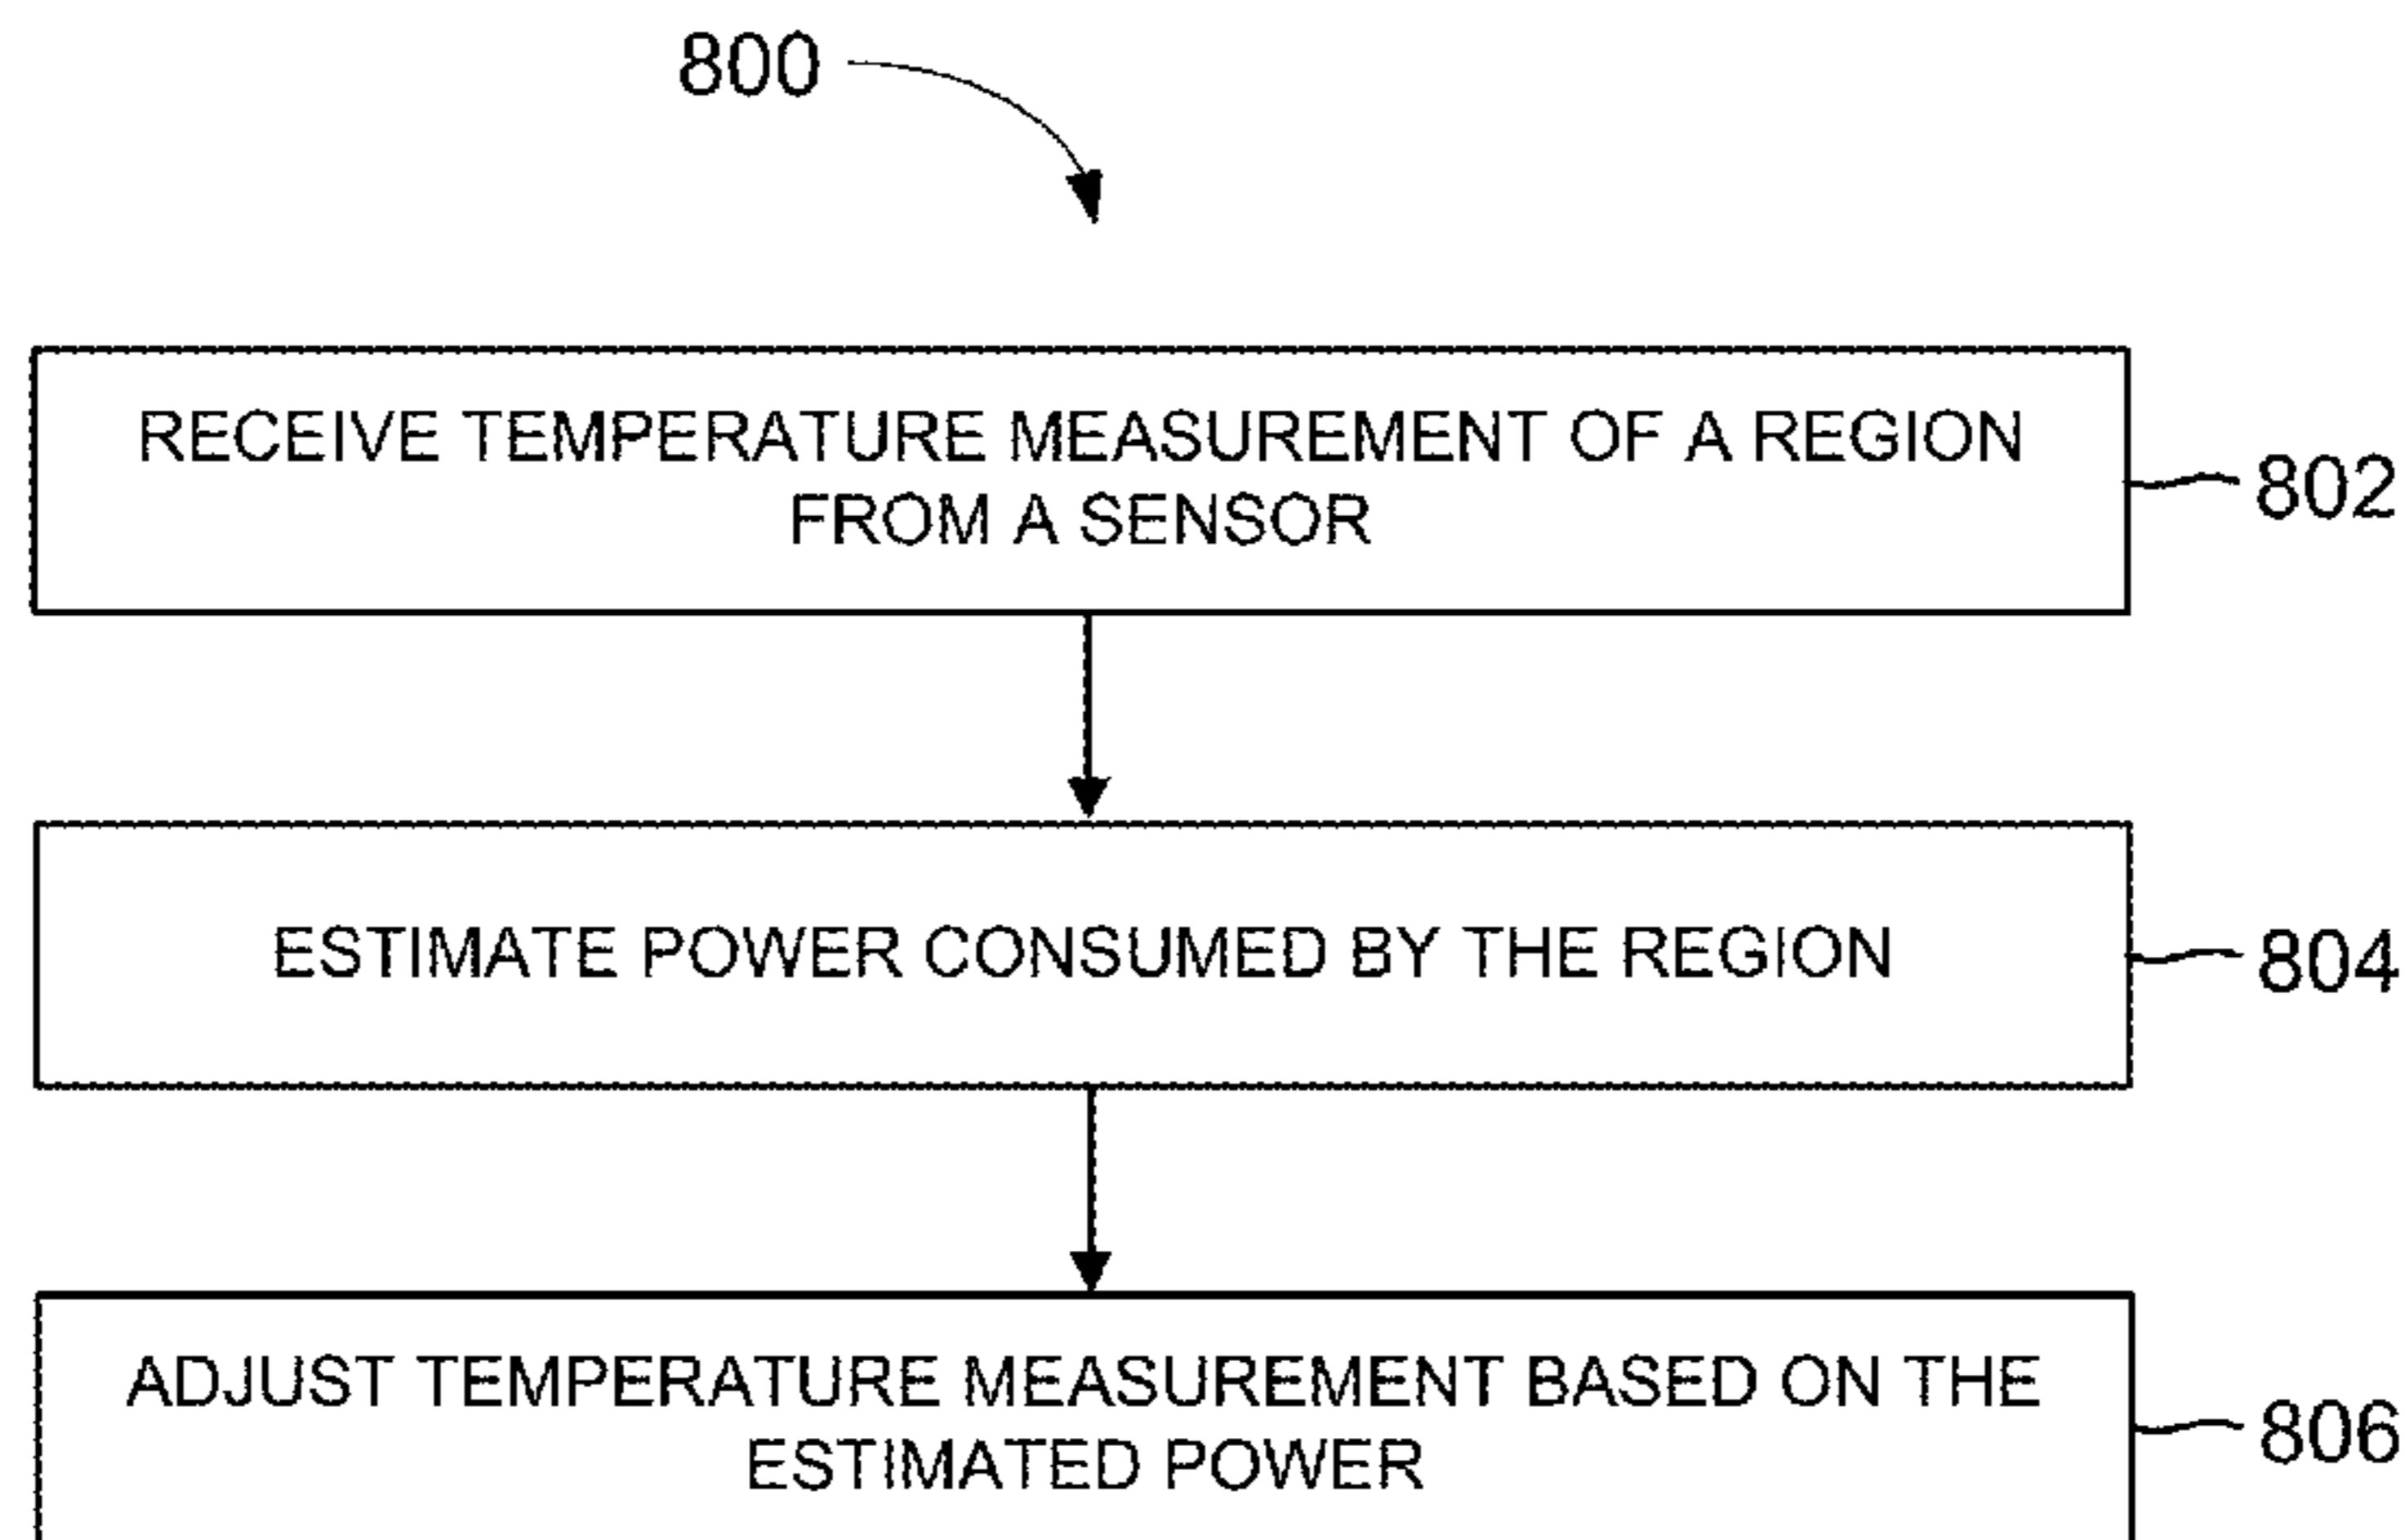 800
RECEIVE TEMPERATURE MEASUREMENT OF A REGION
FROM A SENSOR
802
ESTIMATE POWER CONSUMED BY THE REGION
804
ADJUST TEMPERATURE MEASUREMENT BASED ON THE
ESTIMATED POWER
806